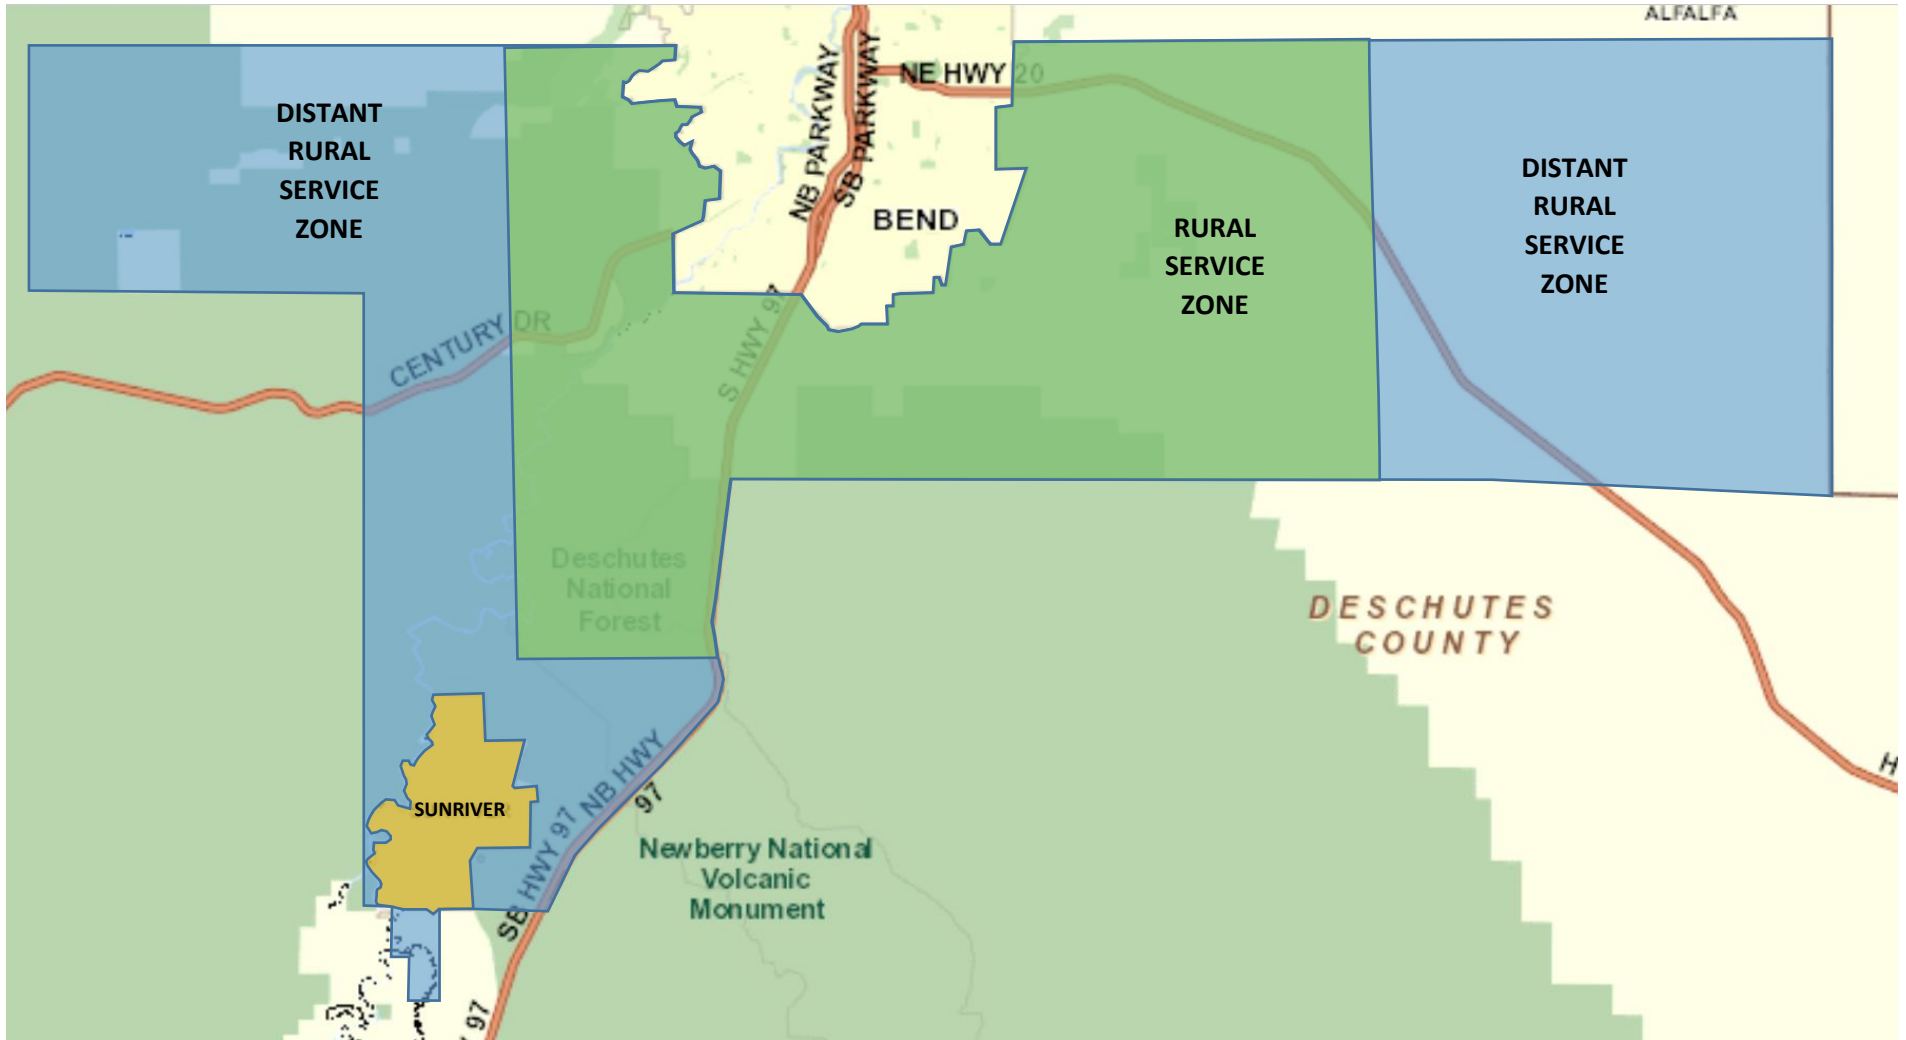 ALFALFA
NB PARKWAY
SB PARKWAY
NE HWY 20
DISTANT
RURAL
SERVICE
ZONE
BEND
RURAL
SERVICE
ZONE
DISTANT
RURAL
SERVICE
ZONE
CENTURY DR
S HWY 97
Deschutes
National
Forest
DESCHUTES
COUNTY
SUNRIVER
SB HWY 97
NB HWY
97
Newberry National
Volcanic
Monument
H
97